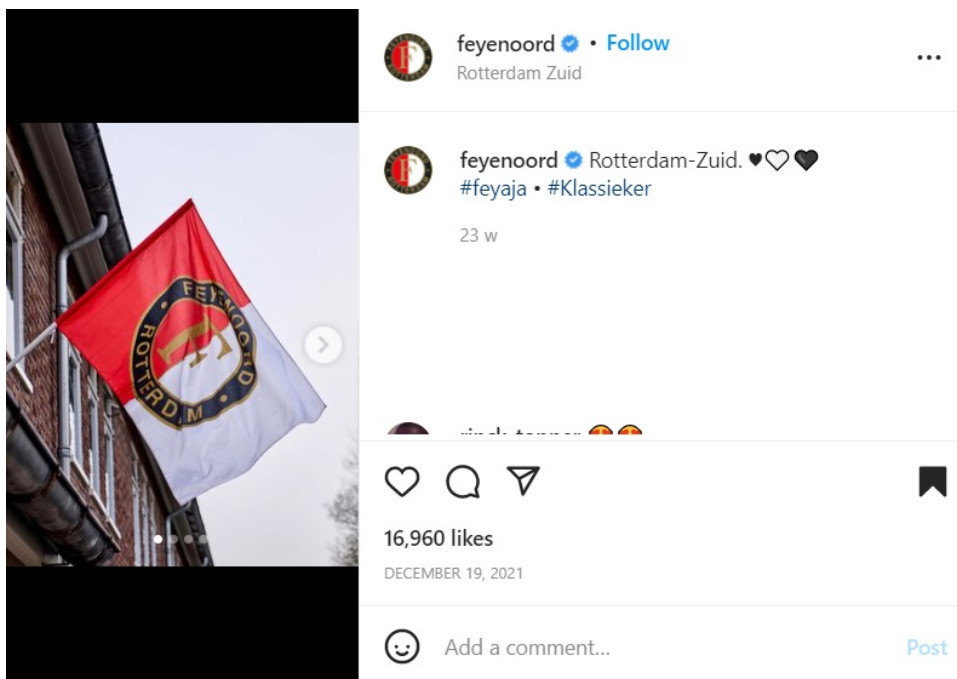 feyenoord • Follow
Rotterdam Zuid
feyenoord Rotterdam-Zuid. ♥🤍🖤
#feyaja • #Klassieker
23 w
FEYENOORD
ROTTERDAM
F
16,960 likes
DECEMBER 19, 2021
Add a comment... Post